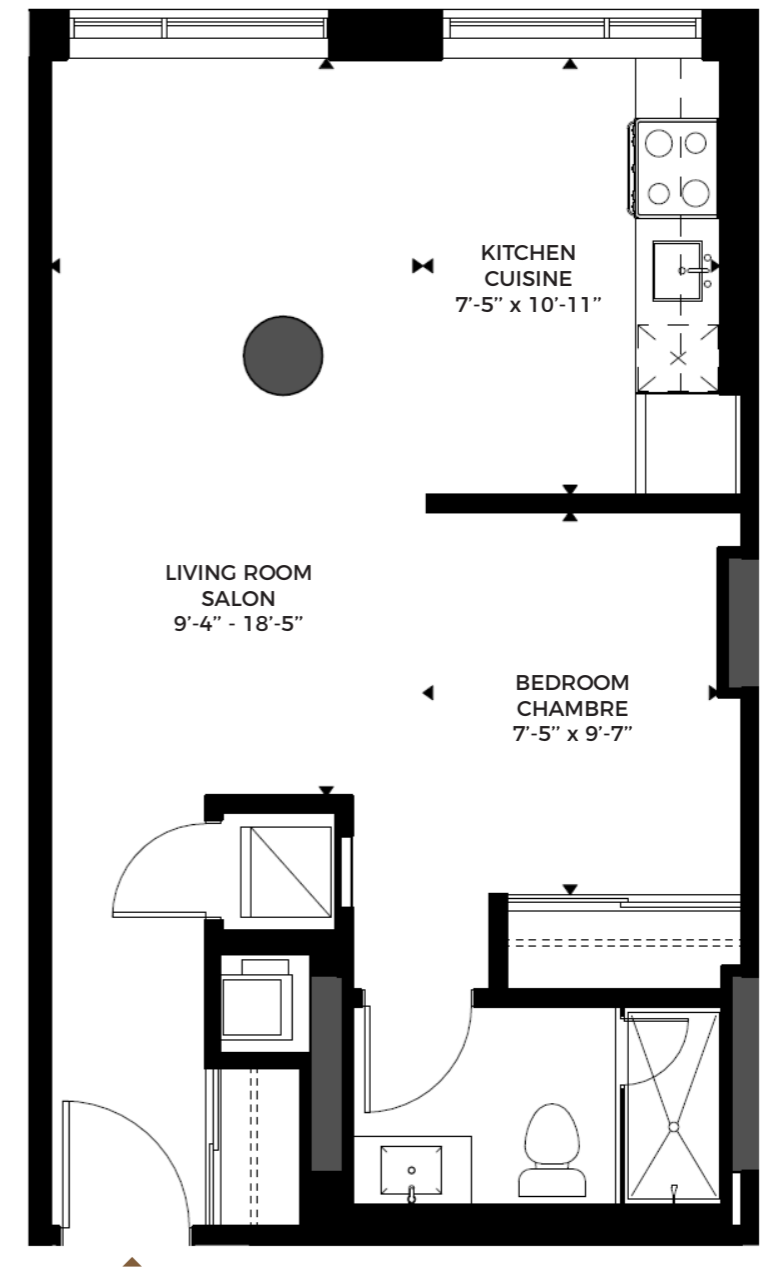 KITCHEN
CUISINE
7’-5” x 10’-11”
LIVING ROOM
SALON
9’-4” - 18’-5”
BEDROOM
CHAMBRE
7’-5” x 9’-7”